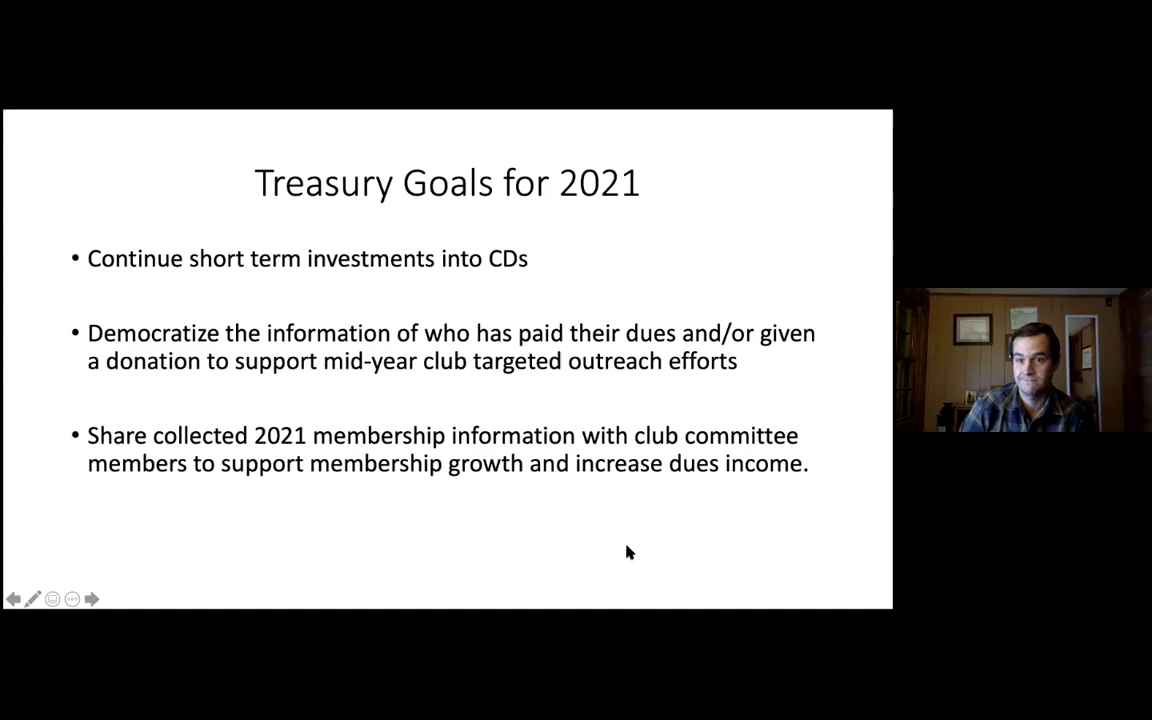 Treasury Goals for 2021
• Continue short term investments into CDs
• Democratize the information of who has paid their dues and/or given
a donation to support mid-year club targeted outreach efforts
• Share collected 2021 membership information with club committee
members to support membership growth and increase dues income.